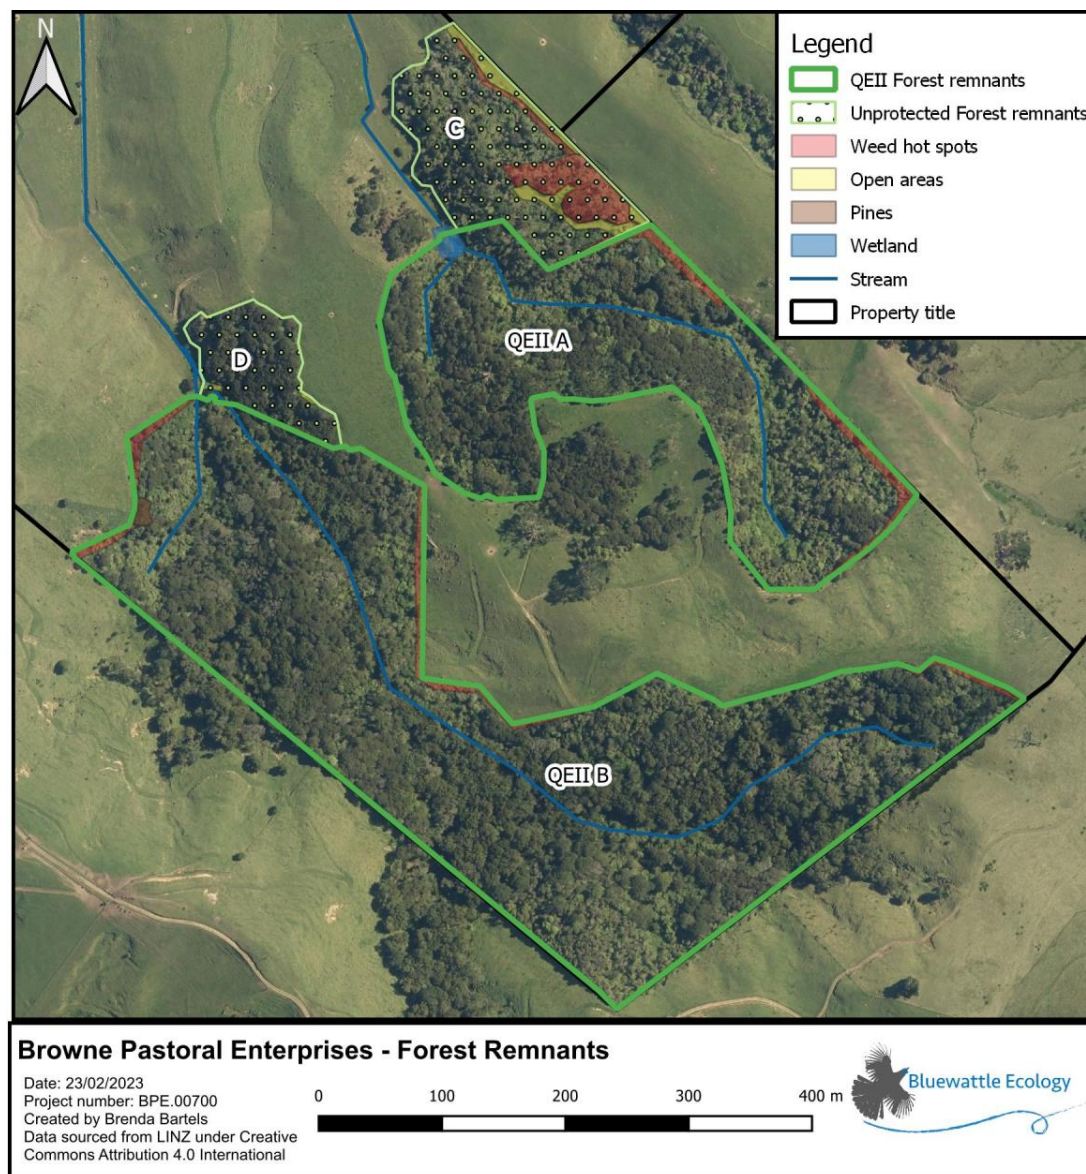 N
Legend
QEII Forest remnants
Unprotected Forest remnants
Weed hot spots
Open areas
Pines
Wetland
Stream
Property title
C
D
QEII A
QEII B
Browne Pastoral Enterprises - Forest Remnants
Date: 23/02/2023
Project number: BPE.00700
Created by Brenda Bartels
Data sourced from LINZ under Creative
Commons Attribution 4.0 International
0 100 200 300 400 m
Bluewattle Ecology